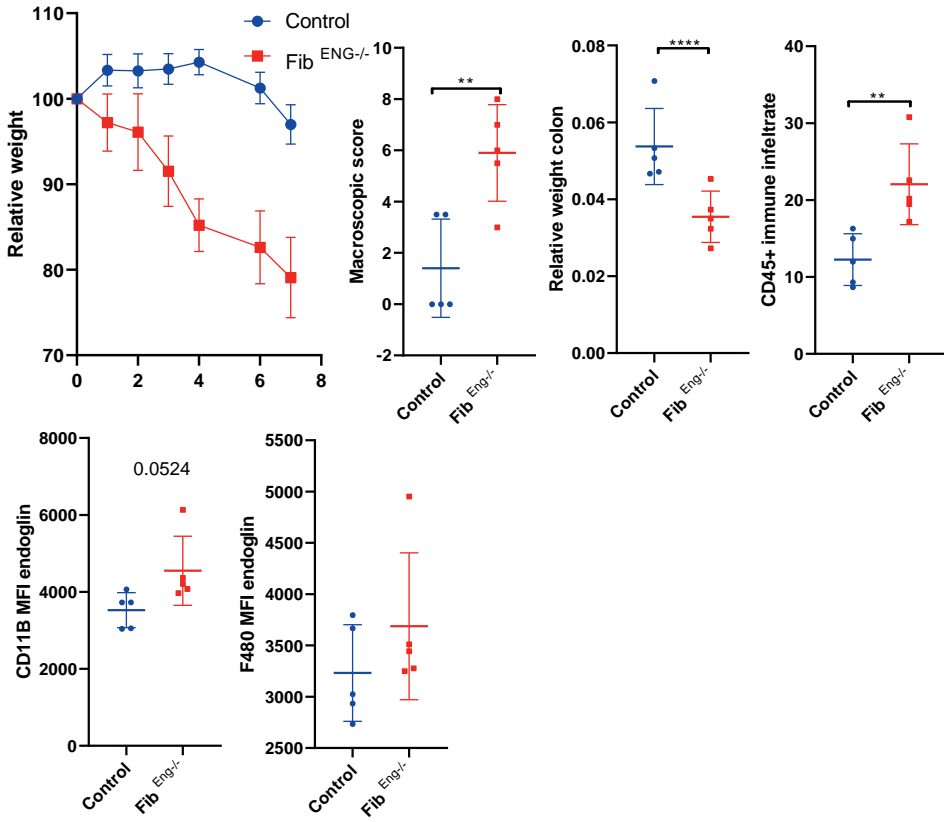 Control
Fib ENG-/-
Relative weight
110
100
90
80
70
0
2
4
6
8
Macroscopic score
10
8
6
4
2
0
-2
**
Control
Fib Eng-/-
Relative weight colon
0.08
0.06
0.04
0.02
0.00
****
Control
Fib Eng-/-
CD45+ immune infeltrate
40
30
20
10
0
**
Control
Fib Eng-/-
CD11B MFI endoglin
8000
6000
4000
2000
0
0.0524
Control
Fib Eng-/-
F480 MFI endoglin
5500
5000
4500
4000
3500
3000
2500
Control
Fib Eng-/-